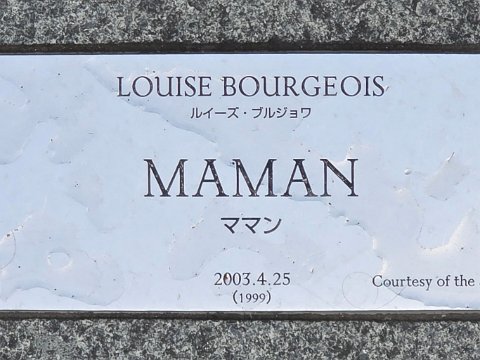 LOUISE BOURGEOIS
ルイーズ・ブルジョワ
MAMAN
ママン
2003.4.25
(1999)
Courtesy of the